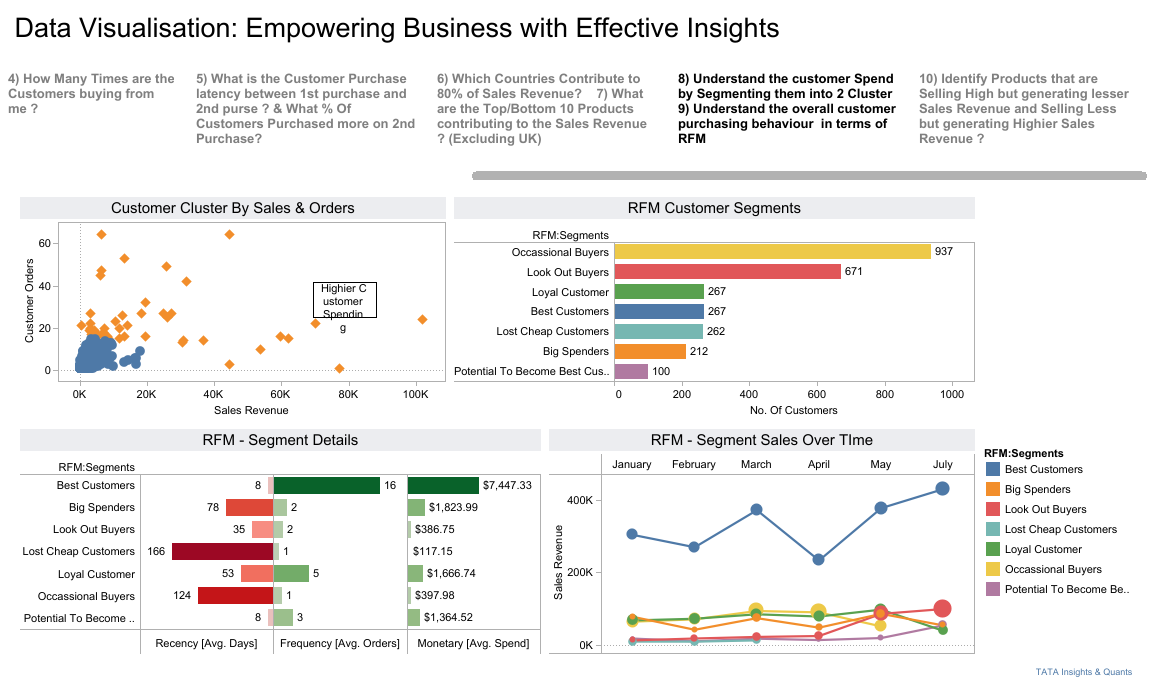 Data Visualisation: Empowering Business with Effective Insights
4) How Many Times are the
Customers buying from
me ?
5) What is the Customer Purchase
latency between 1st purchase and
2nd purse ? & What % Of
Customers Purchased more on 2nd
Purchase?
6) Which Countries Contribute to
80% of Sales Revenue? 7) What
are the Top/Bottom 10 Products
contributing to the Sales Revenue
? (Excluding UK)
8) Understand the customer Spend
by Segmenting them into 2 Cluster
9) Understand the overall customer
purchasing behaviour in terms of
RFM
10) Identify Products that are
Selling High but generating lesser
Sales Revenue and Selling Less
but generating Highier Sales
Revenue ?
Customer Cluster By Sales & Orders
Customer Orders
60
40
20
0
Highier C
ustomer
Spendin
g
0K 20K 40K 60K 80K 100K
Sales Revenue
RFM Customer Segments
RFM:Segments
Occassional Buyers 937
Look Out Buyers 671
Loyal Customer 267
Best Customers 267
Lost Cheap Customers 262
Big Spenders 212
Potential To Become Best Cus.. 100
0 200 400 600 800 1000
No. Of Customers
RFM - Segment Details
RFM:Segments
Best Customers 8 16 $7,447.33
Big Spenders 78 2 $1,823.99
Look Out Buyers 35 2 $386.75
Lost Cheap Customers 166 1 $117.15
Loyal Customer 53 5 $1,666.74
Occassional Buyers 124 1 $397.98
Potential To Become .. 8 3 $1,364.52
Recency [Avg. Days] Frequency [Avg. Orders] Monetary [Avg. Spend]
RFM - Segment Sales Over TIme
January February March April May July
Sales Revenue
400K
200K
0K
RFM:Segments
Best Customers
Big Spenders
Look Out Buyers
Lost Cheap Customers
Loyal Customer
Occassional Buyers
Potential To Become Be..
TATA Insights & Quants